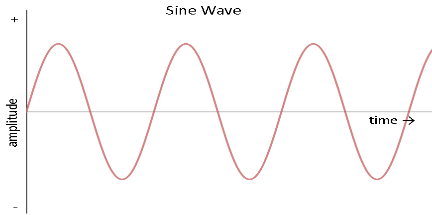 Sine Wave
+
amplitude
time →
-